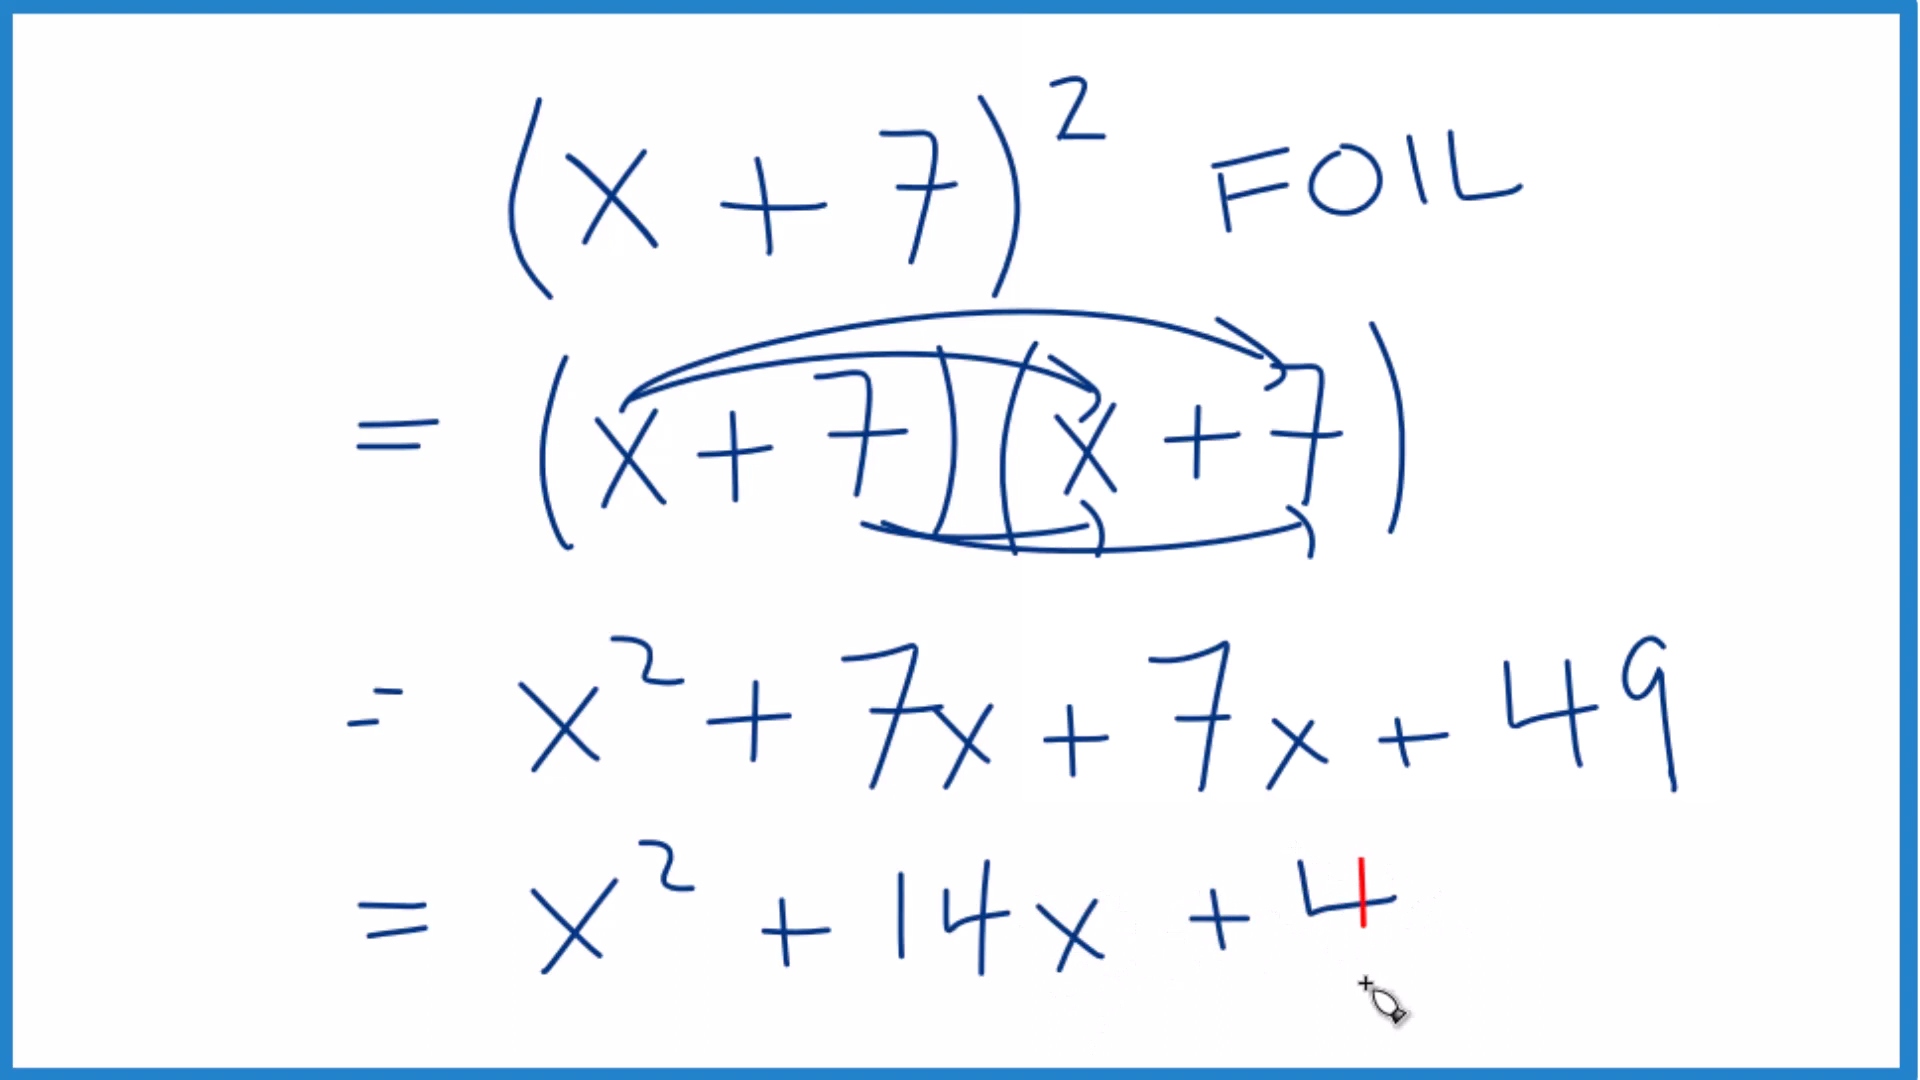 (x + 7)² FOIL
= (x + 7)(x + 7)
= x² + 7x + 7x + 49
= x² + 14x + 4